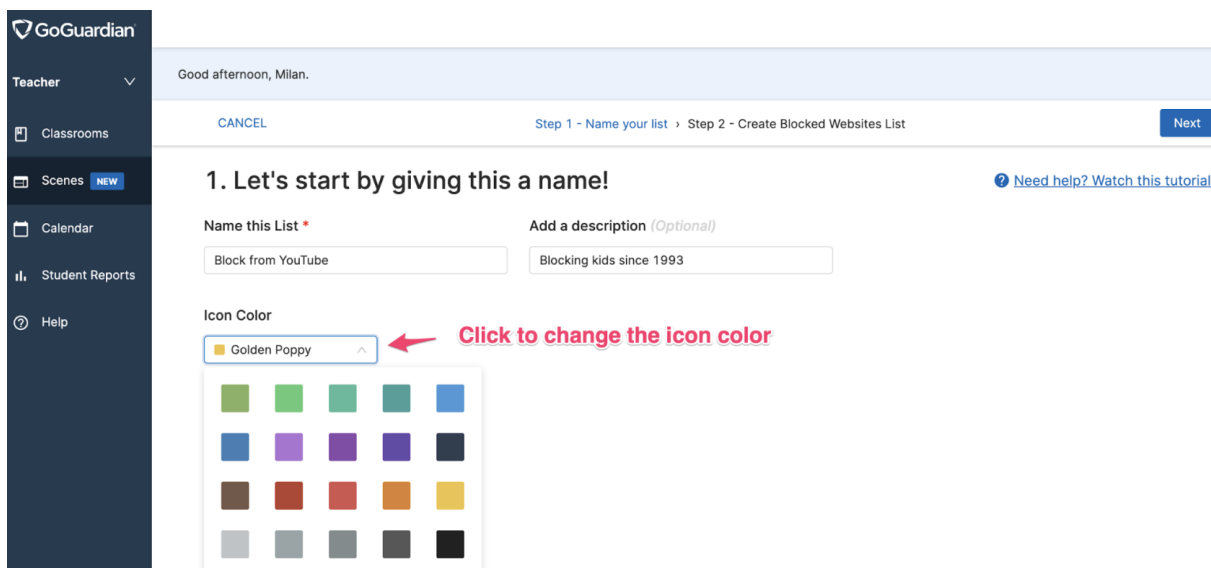 GoGuardian
Teacher
Good afternoon, Milan.
CANCEL
Step 1 - Name your list › Step 2 - Create Blocked Websites List
Next
Classrooms
Scenes NEW
Calendar
Student Reports
Help
1. Let's start by giving this a name!
Need help? Watch this tutorial
Name this List *
Add a description (Optional)
Block from YouTube
Blocking kids since 1993
Icon Color
Golden Poppy
Click to change the icon color